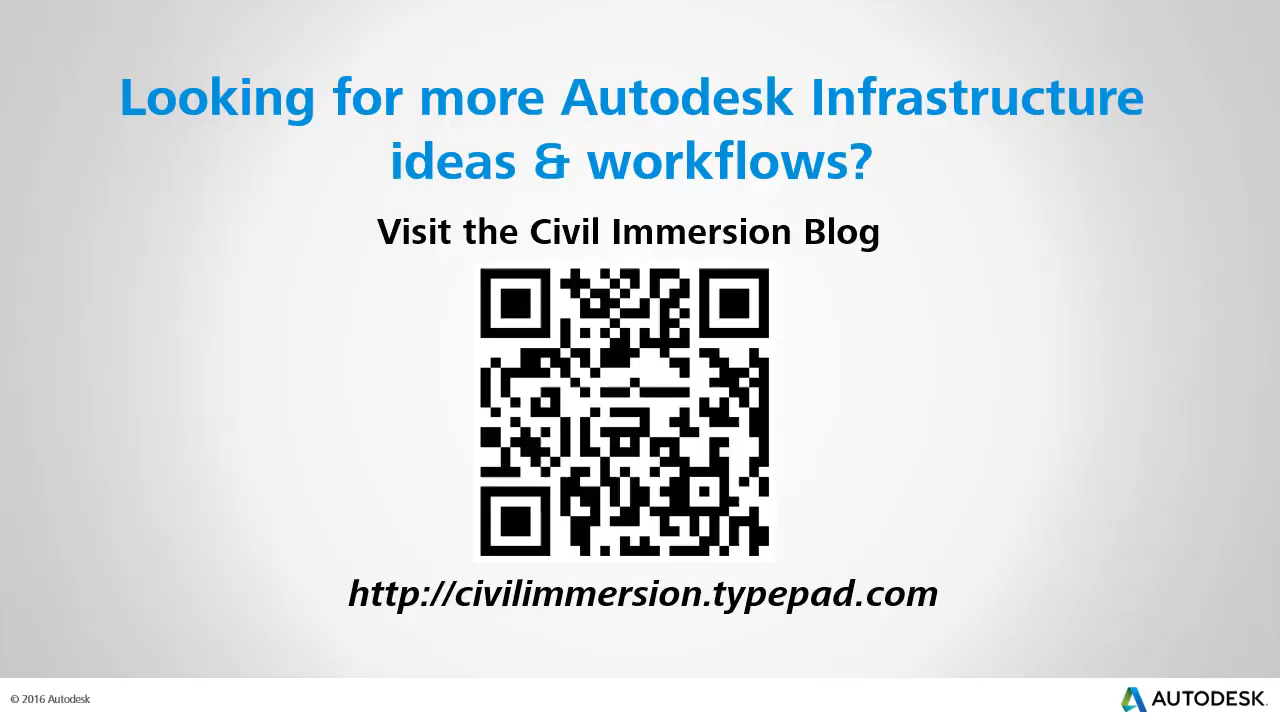 Looking for more Autodesk Infrastructure
ideas & workflows?
Visit the Civil Immersion Blog
http://civilimmersion.typepad.com
© 2016 Autodesk
AUTODESK.